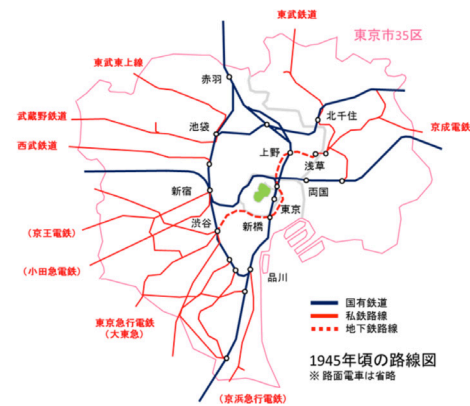 東武鉄道
東京市35区
東武東上線
赤羽
武蔵野鉄道
池袋
北千住
京成電鉄
西武鉄道
上野
浅草
新宿
両国
東京
(京王電鉄)
渋谷
新橋
(小田急電鉄)
品川
東京急行電鉄
(大東急)
国有鉄道
私鉄路線
地下鉄路線
1945年頃の路線図
※ 路面電車は省略
(京浜急行電鉄)